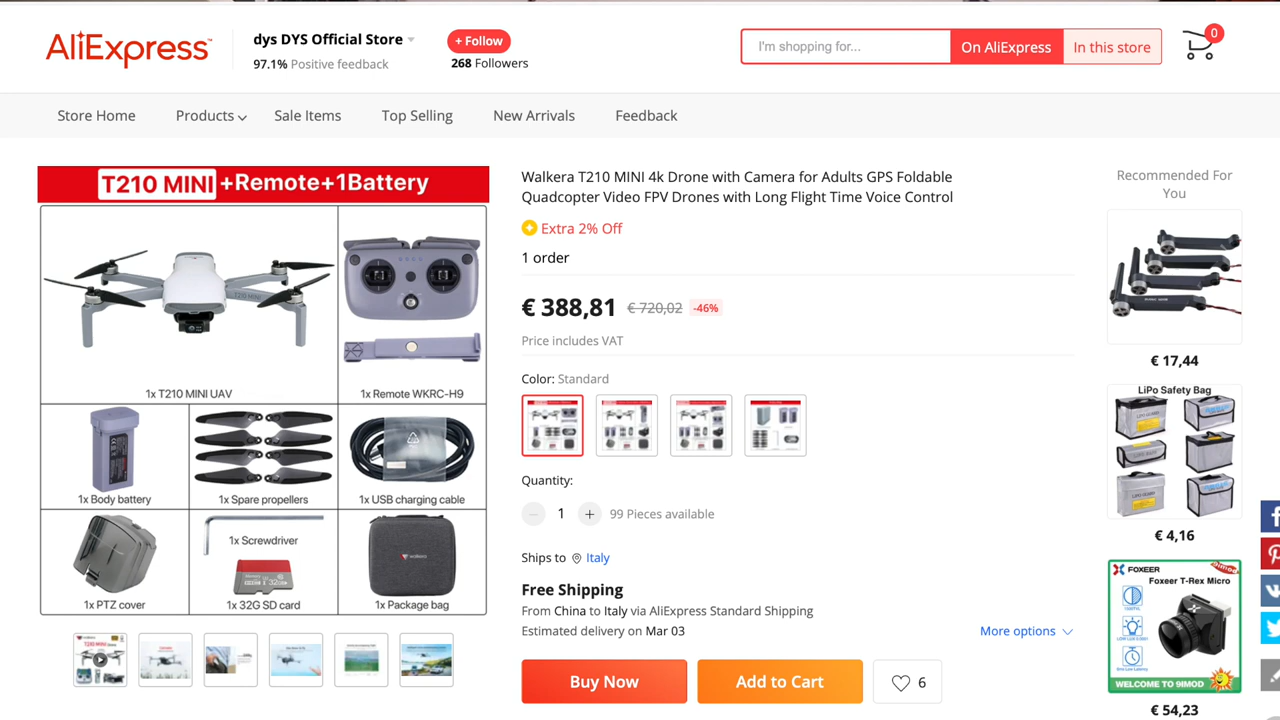 AliExpress
dys DYS Official Store
97.1% Positive feedback
+ Follow
268 Followers
I'm shopping for...
On AliExpress
In this store
0
Store Home
Products
Sale Items
Top Selling
New Arrivals
Feedback
T210 MINI +Remote+1Battery
T210 MINI
1x T210 MINI UAV
1x Remote WKRC-H9
1x Body battery
1x Spare propellers
1x USB charging cable
1x PTZ cover
1x Screwdriver
32
1x 32G SD card
walkera
1x Package bag
T210 MINI
Walkera T210 MINI 4k Drone with Camera for Adults GPS Foldable
Quadcopter Video FPV Drones with Long Flight Time Voice Control
Extra 2% Off
1 order
€ 388,81 € 720,02 -46%
Price includes VAT
Color: Standard
Quantity:
1
99 Pieces available
Ships to Italy
Free Shipping
From China to Italy via AliExpress Standard Shipping
Estimated delivery on Mar 03
More options
Buy Now
Add to Cart
6
Recommended For
You
€ 17,44
LiPo Safety Bag
€ 4,16
FOXEER
9imod
Foxeer T-Rex Micro
WELCOME TO 9IMOD
€ 54,23